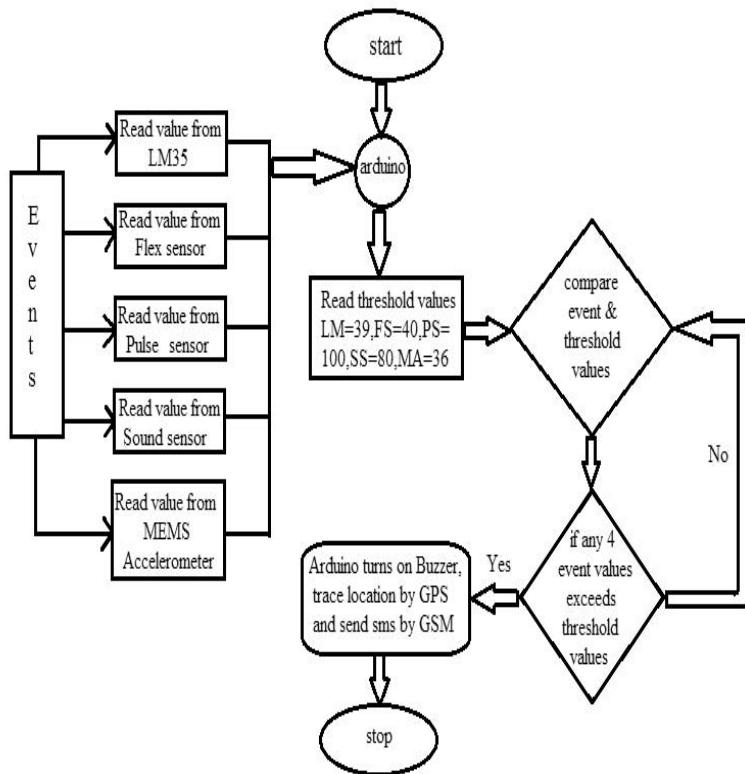 start
arduino
Events
Read value from
LM35
Read value from
Flex sensor
Read value from
Pulse sensor
Read value from
Sound sensor
Read value from
MEMS
Accelerometer
Read threshold values
LM=39,FS=40,PS=
100,SS=80,MA=36
compare
event &
threshold
values
No
if any 4
event values
exceeds
threshold
values
Yes
Arduino turns on Buzzer,
trace location by GPS
and send sms by GSM
stop